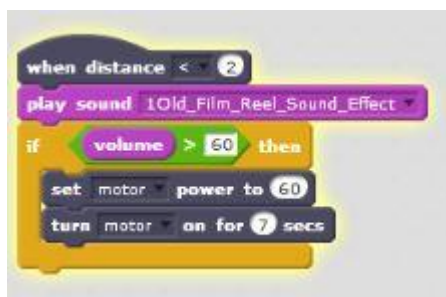 when distance < 2
play sound 1Old_Film_Reel_Sound_Effect
if volume > 60 then
set motor power to 60
turn motor on for 7 secs